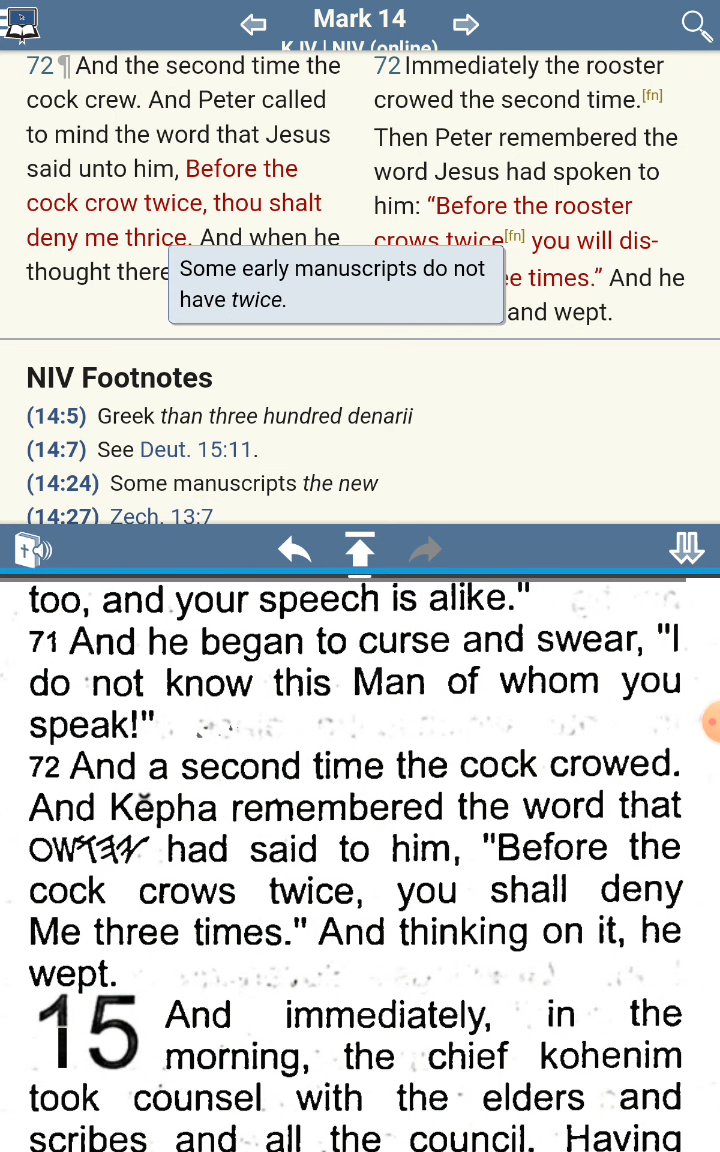 Mark 14
KJV | NIV (online)
72 ¶ And the second time the
cock crew. And Peter called
to mind the word that Jesus
said unto him, Before the
cock crow twice, thou shalt
deny me thrice. And when he
thought there
72 Immediately the rooster
crowed the second time.[fn]
Then Peter remembered the
word Jesus had spoken to
him: “Before the rooster
crows twice[fn] you will dis-
ee times.” And he
and wept.
Some early manuscripts do not
have twice.
NIV Footnotes
(14:5) Greek than three hundred denarii
(14:7) See Deut. 15:11.
(14:24) Some manuscripts the new
(14:27) Zech. 13:7
too, and your speech is alike."
71 And he began to curse and swear, "I
do not know this Man of whom you
speak!"
72 And a second time the cock crowed.
And Kĕpha remembered the word that
𐤉𐤄𐤅𐤔𐤏 had said to him, "Before the
cock crows twice, you shall deny
Me three times." And thinking on it, he
wept.
15 And immediately, in the
morning, the chief kohenim
took counsel with the elders and
scribes and all the council. Having